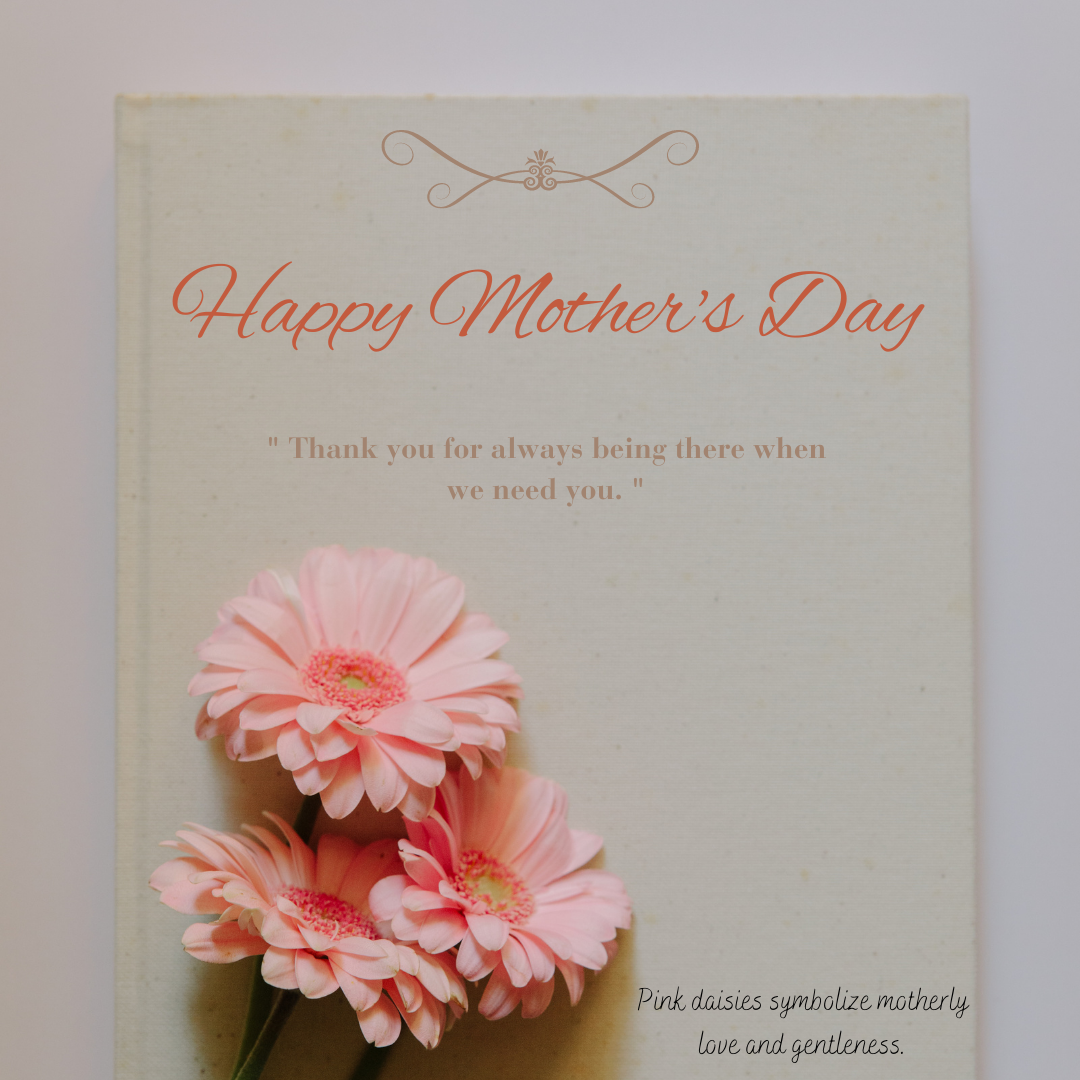 Happy Mother's Day
" Thank you for always being there when
we need you. "
Pink daisies symbolize motherly
love and gentleness.